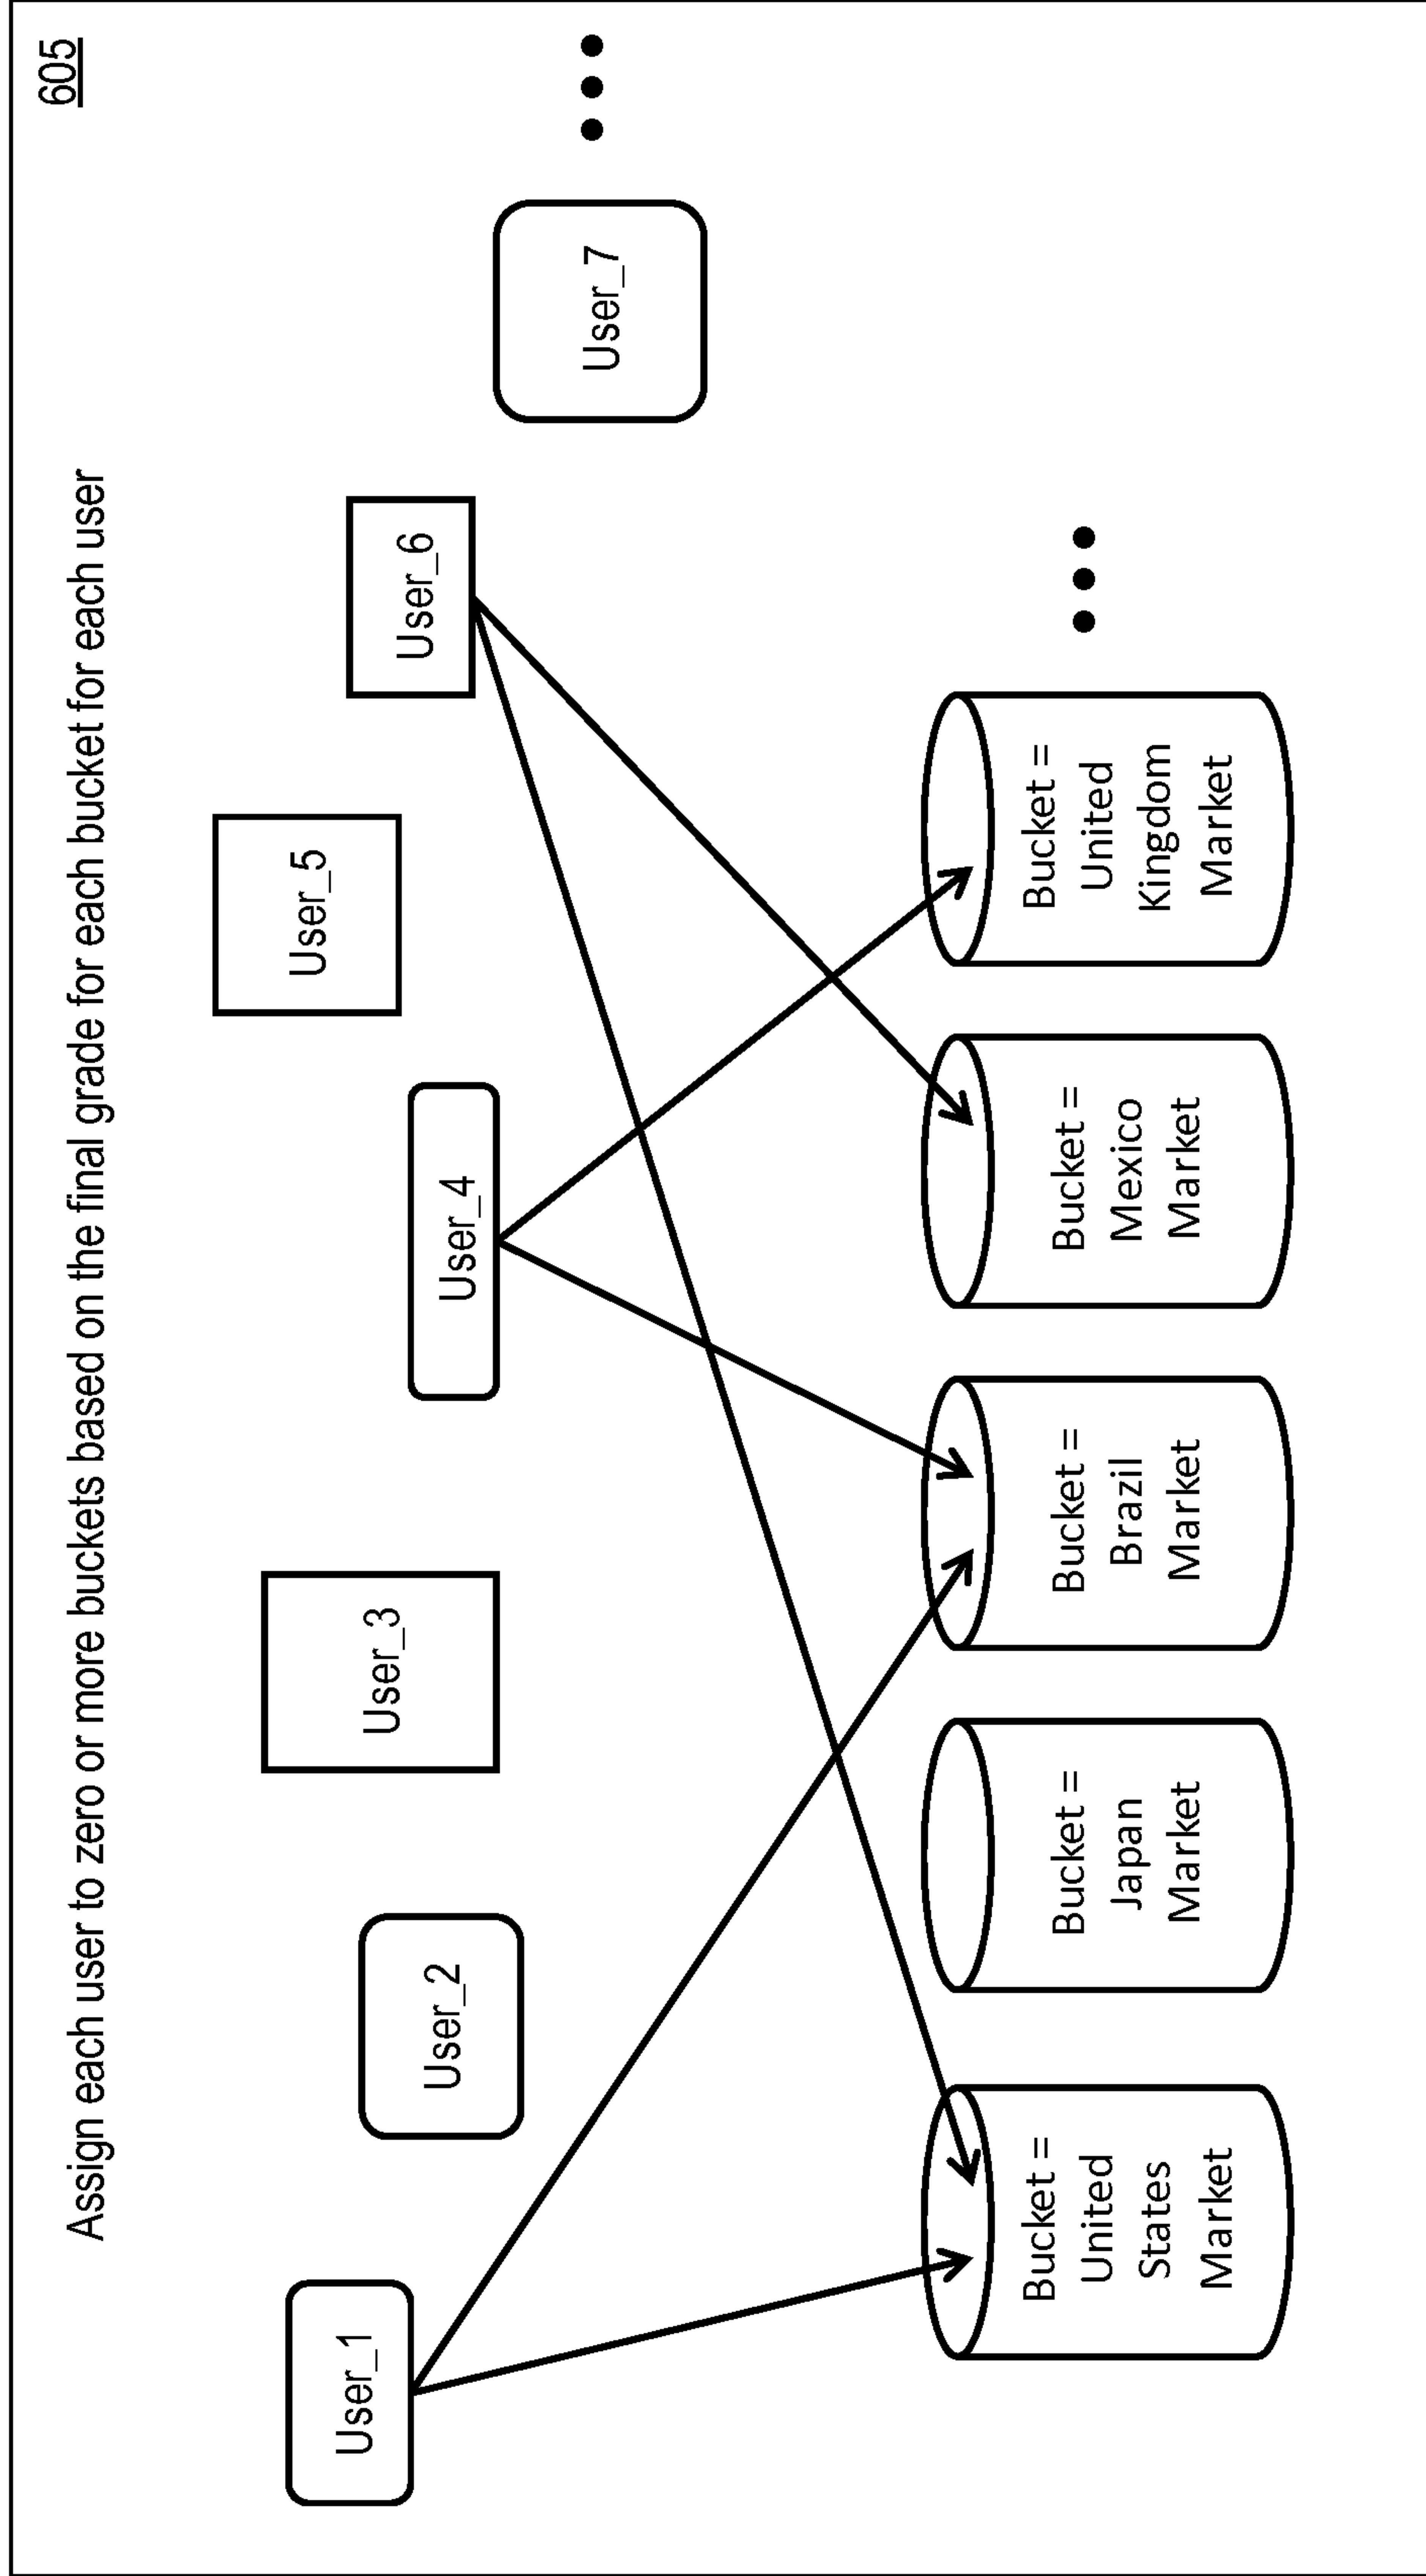 605
Assign each user to zero or more buckets based on the final grade for each bucket for each user
User_1
User_2
User_3
User_4
User_5
User_6
User_7
Bucket =
United
States
Market
Bucket =
Japan
Market
Bucket =
Brazil
Market
Bucket =
Mexico
Market
Bucket =
United
Kingdom
Market